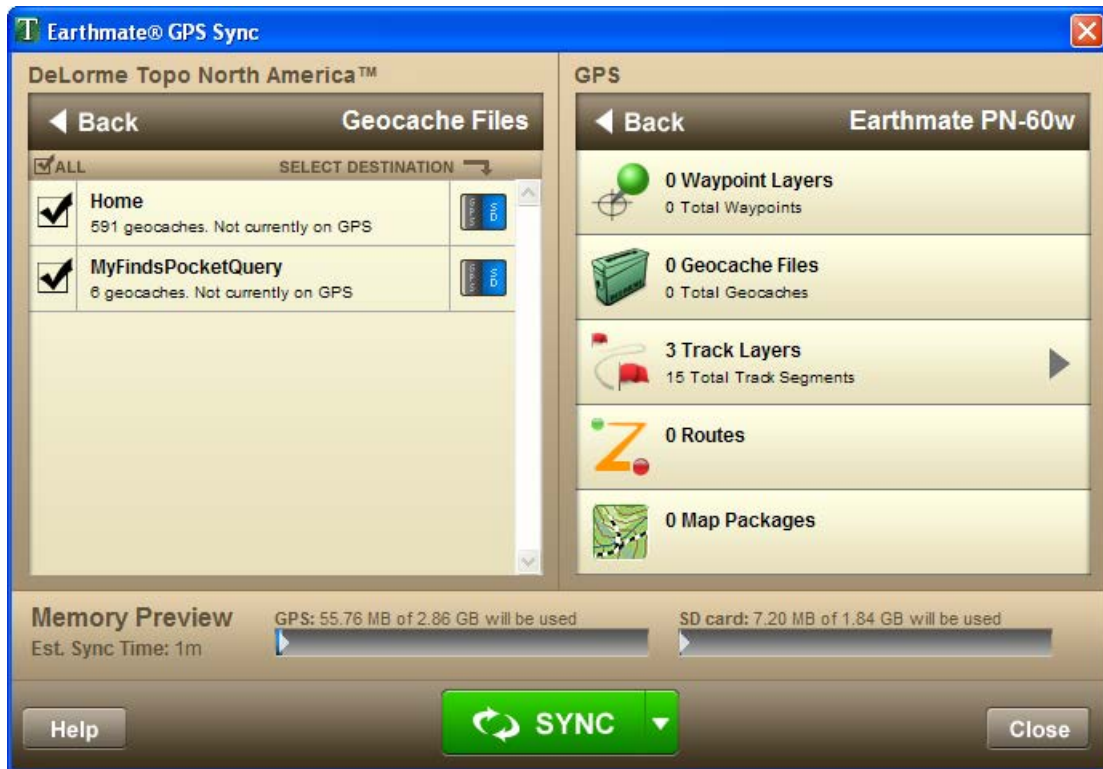 Earthmate® GPS Sync
DeLorme Topo North America™
Back
Geocache Files
ALL
SELECT DESTINATION
Home
591 geocaches. Not currently on GPS
GPS
SD
MyFindsPocketQuery
6 geocaches. Not currently on GPS
GPS
SD
GPS
Back
Earthmate PN-60w
0 Waypoint Layers
0 Total Waypoints
0 Geocache Files
0 Total Geocaches
3 Track Layers
15 Total Track Segments
0 Routes
0 Map Packages
Memory Preview
Est. Sync Time: 1m
GPS: 55.76 MB of 2.86 GB will be used
SD card: 7.20 MB of 1.84 GB will be used
Help
SYNC
Close